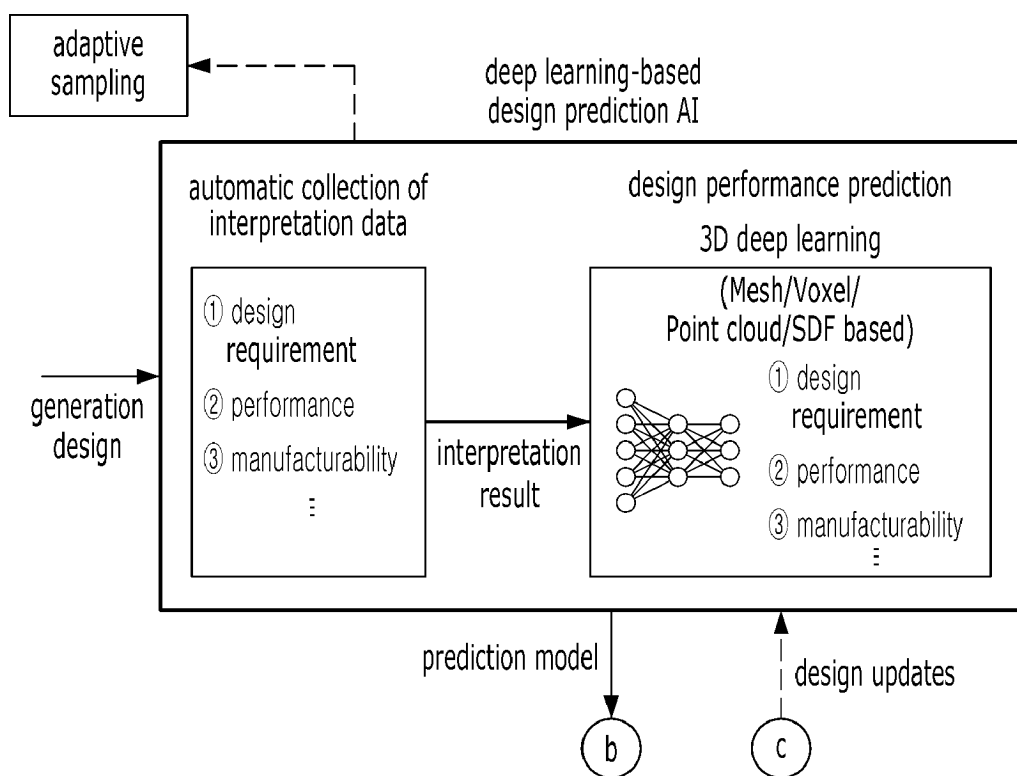 adaptive
sampling
deep learning-based
design prediction AI
automatic collection of
interpretation data
① design
requirement
② performance
③ manufacturability
⋮
generation
design
interpretation
result
design performance prediction
3D deep learning
(Mesh/Voxel/
Point cloud/SDF based)
① design
requirement
② performance
③ manufacturability
⋮
prediction model
b
design updates
c